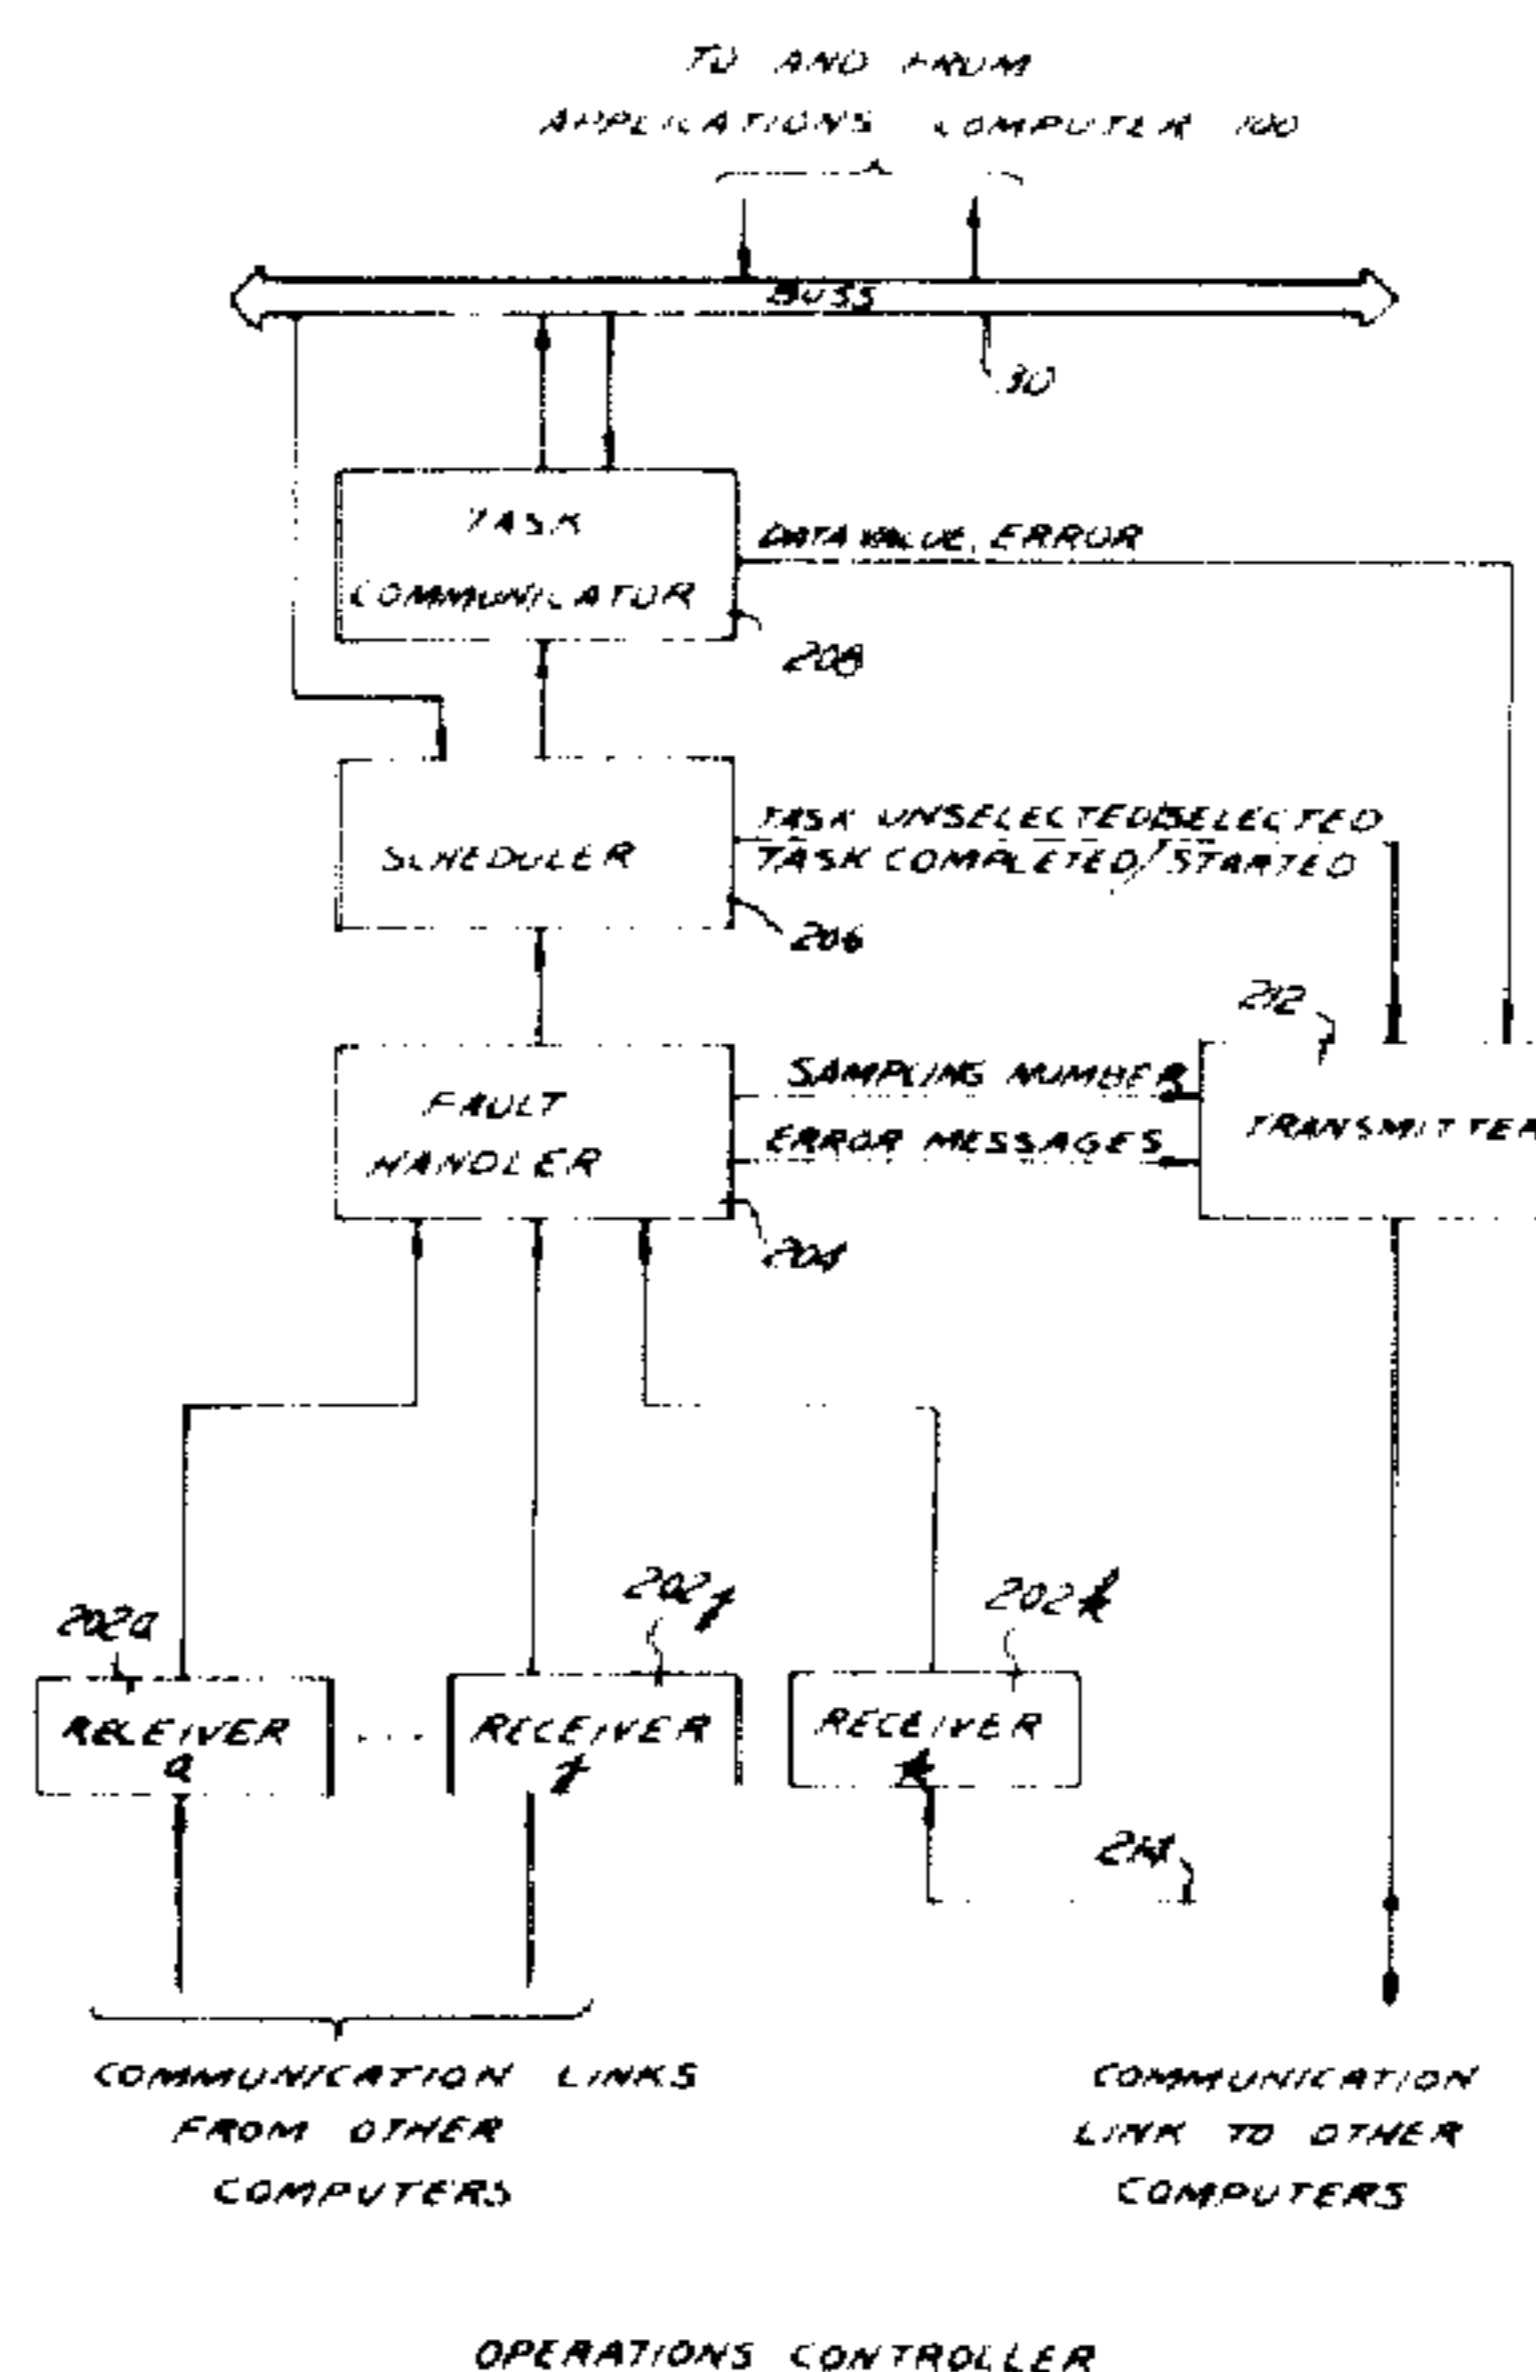 TO AND FROM
APPLICATIONS COMPUTER 100
BUSS
30
TASK
COMMUNICATOR
DATA VALUE, ERROR
208
SCHEDULER
TASK UNSELECTED/SELECTED
TASK COMPLETED/STARTED
206
212
FAULT
HANDLER
SAMPLING NUMBER
ERROR MESSAGES
TRANSMITTER
204
202a
RECEIVER
a
...
RECEIVER
RECEIVER
214
COMMUNICATION LINKS
FROM OTHER
COMPUTERS
COMMUNICATION
LINK TO OTHER
COMPUTERS
OPERATIONS CONTROLLER